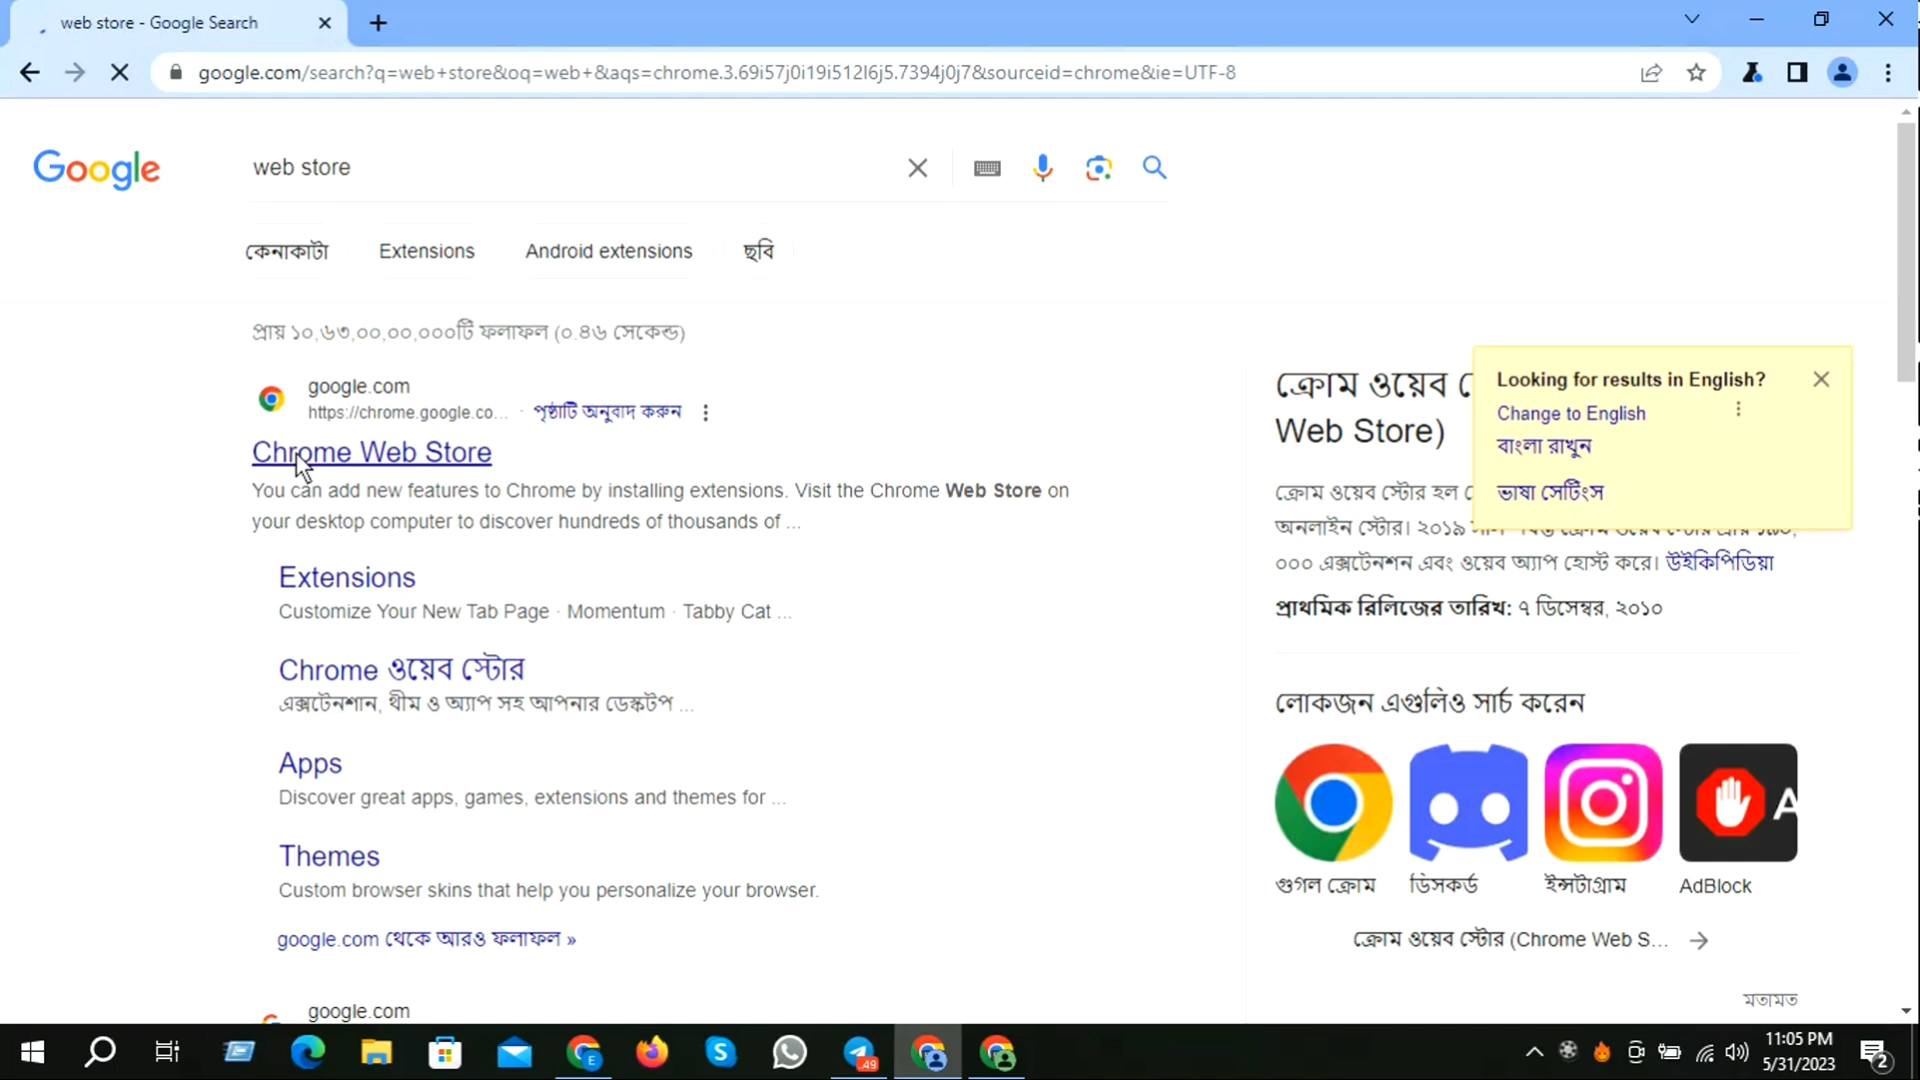 web store - Google Search
google.com/search?q=web+store&oq=web+&aqs=chrome.3.69i57j0i19i512l6j5.7394j0j7&sourceid=chrome&ie=UTF-8
Google
web store
কেনাকাটা Extensions Android extensions ছবি
প্রায় ১০,৬৩,০০,০০,০০০টি ফলাফল (০.৪৬ সেকেন্ড)
google.com
https://chrome.google.co... · পৃষ্ঠাটি অনুবাদ করুন
Chrome Web Store
You can add new features to Chrome by installing extensions. Visit the Chrome Web Store on
your desktop computer to discover hundreds of thousands of ...
Extensions
Customize Your New Tab Page · Momentum · Tabby Cat ...
Chrome ওয়েব স্টোর
এক্সটেনশান, থীম ও অ্যাপ সহ আপনার ডেস্কটপ ...
Apps
Discover great apps, games, extensions and themes for ...
Themes
Custom browser skins that help you personalize your browser.
google.com থেকে আরও ফলাফল »
google.com
ক্রোম ওয়েব
Web Store)
Looking for results in English?
Change to English
বাংলা রাখুন
ভাষা সেটিংস
ক্রোম ওয়েব স্টোর হল
অনলাইন স্টোর। ২০১৯
০০০ এক্সটেনশন এবং ওয়েব অ্যাপ হোস্ট করে। উইকিপিডিয়া
প্রাথমিক রিলিজের তারিখ: ৭ ডিসেম্বর, ২০১০
লোকজন এগুলিও সার্চ করেন
গুগল ক্রোম ডিসকর্ড ইন্সটাগ্রাম AdBlock
ক্রোম ওয়েব স্টোর (Chrome Web S...
মতামত
49
11:05 PM
5/31/2023
2